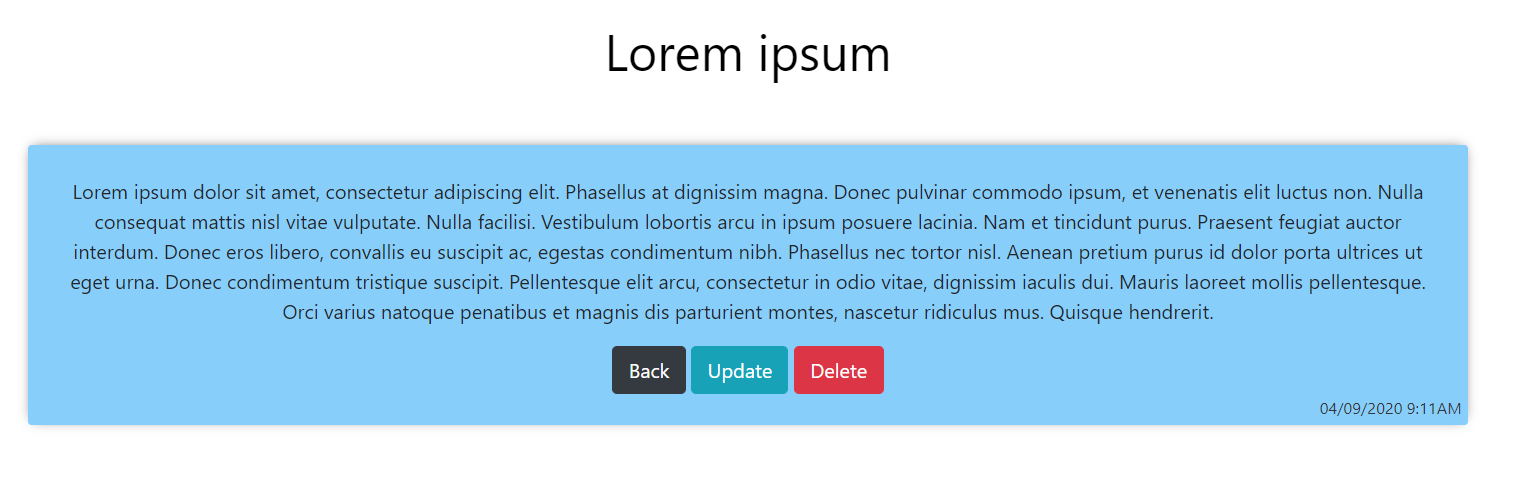 Lorem ipsum
Lorem ipsum dolor sit amet, consectetur adipiscing elit. Phasellus at dignissim magna. Donec pulvinar commodo ipsum, et venenatis elit luctus non. Nulla
consequat mattis nisl vitae vulputate. Nulla facilisi. Vestibulum lobortis arcu in ipsum posuere lacinia. Nam et tincidunt purus. Praesent feugiat auctor
interdum. Donec eros libero, convallis eu suscipit ac, egestas condimentum nibh. Phasellus nec tortor nisl. Aenean pretium purus id dolor porta ultrices ut
eget urna. Donec condimentum tristique suscipit. Pellentesque elit arcu, consectetur in odio vitae, dignissim iaculis dui. Mauris laoreet mollis pellentesque.
Orci varius natoque penatibus et magnis dis parturient montes, nascetur ridiculus mus. Quisque hendrerit.
Back Update Delete
04/09/2020 9:11AM